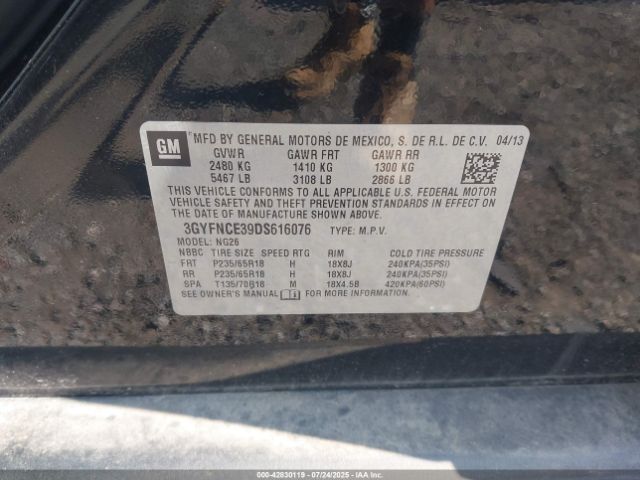 GM
MFD BY GENERAL MOTORS DE MEXICO, S. DE R.L. DE C.V. 04/13
GVWR GAWR FRT GAWR RR
2480 KG 1410 KG 1300 KG
5467 LB 3108 LB 2866 LB
THIS VEHICLE CONFORMS TO ALL APPLICABLE U.S. FEDERAL MOTOR
VEHICLE SAFETY AND THEFT PREVENTION STANDARDS IN EFFECT ON THE
DATE OF MANUFACTURE SHOWN ABOVE.
3GYFNCE39DS616076 TYPE: M.P.V.
MODEL: NG26
NBBC TIRE SIZE SPEED RTG RIM COLD TIRE PRESSURE
FRT P235/65R18 H 18X8J 240KPA(35PSI)
RR P235/65R18 H 18X8J 240KPA(35PSI)
SPA T135/70R18 M 18X4.5B 420KPA(60PSI)
SEE OWNER'S MANUAL FOR MORE INFORMATION.
000-42830119 | 07/24/2025 - IAAI.COM